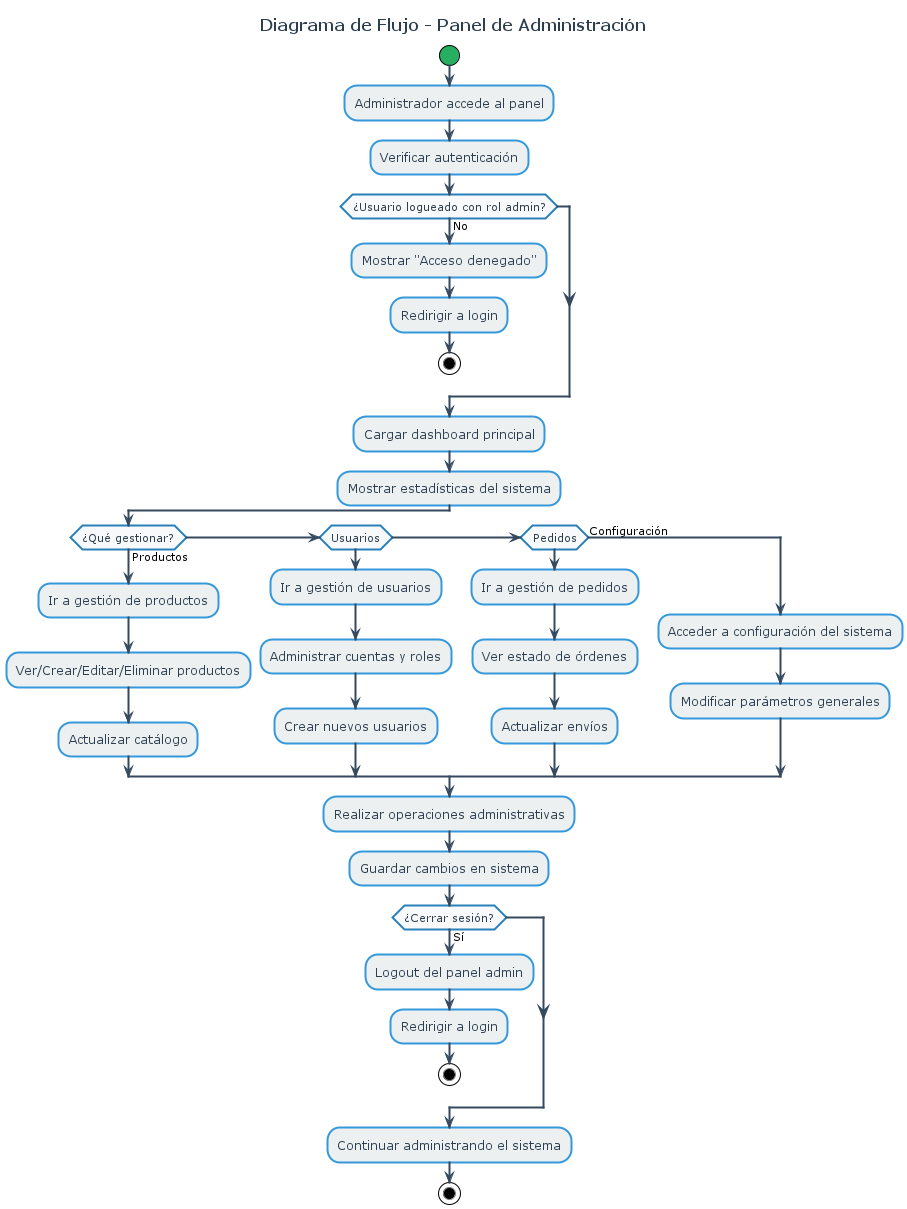 Diagrama de Flujo - Panel de Administración
Administrador accede al panel
Verificar autenticación
¿Usuario logueado con rol admin?
No
Mostrar "Acceso denegado"
Redirigir a login
Cargar dashboard principal
Mostrar estadísticas del sistema
¿Qué gestionar?
Productos
Ir a gestión de productos
Ver/Crear/Editar/Eliminar productos
Actualizar catálogo
Usuarios
Ir a gestión de usuarios
Administrar cuentas y roles
Crear nuevos usuarios
Pedidos
Ir a gestión de pedidos
Ver estado de órdenes
Actualizar envíos
Configuración
Acceder a configuración del sistema
Modificar parámetros generales
Realizar operaciones administrativas
Guardar cambios en sistema
¿Cerrar sesión?
Sí
Logout del panel admin
Redirigir a login
Continuar administrando el sistema